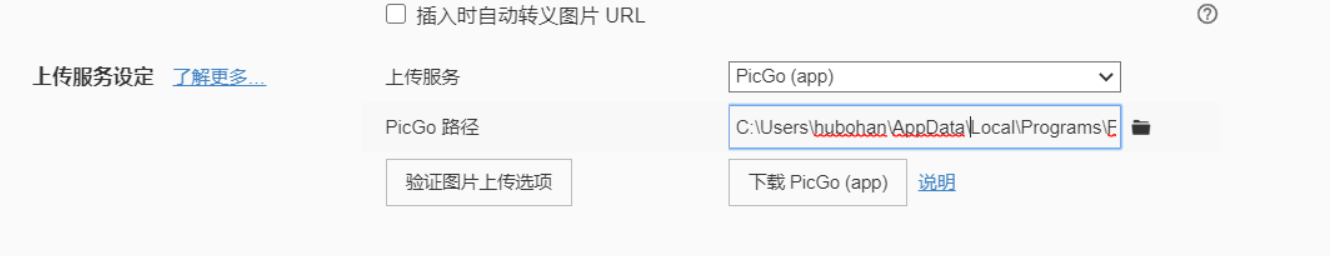 插入时自动转义图片 URL
上传服务设定 了解更多... 上传服务 PicGo (app)
PicGo 路径 C:\Users\hubohan\AppData\Local\Programs\
验证图片上传选项 下载 PicGo (app) 说明